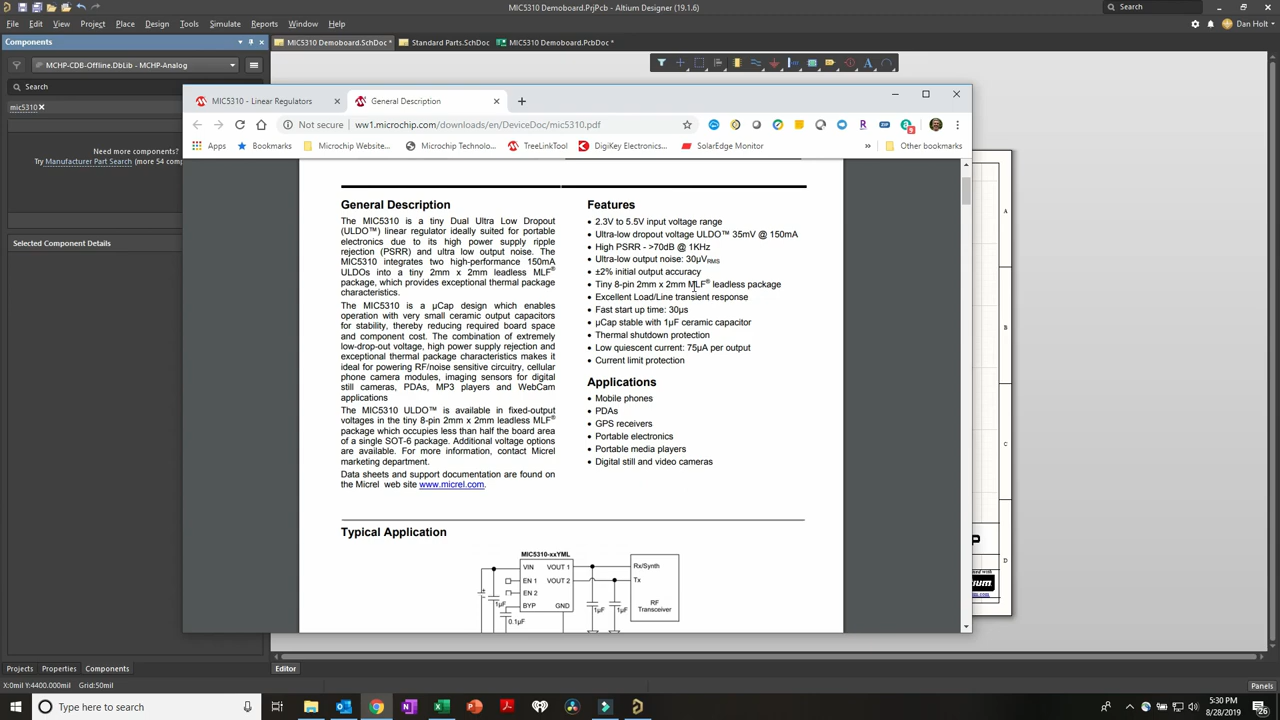 MIC5310 Demoboard.PrjPcb - Altium Designer (19.1.6)
Search
File Edit View Project Place Design Tools Simulate Reports Window Help
Dan Holt
Components
MIC5310 Demoboard.SchDoc *
Standard Parts.SchDoc
MIC5310 Demoboard.PcbDoc *
MCHP-CDB-Offline.DbLib - MCHP-Analog
Search
mic5310
Need more components?
Try Manufacturer Part Search (more 54 comp
Selected Component Details
MIC5310 - Linear Regulators
General Description
Not secure
ww1.microchip.com/downloads/en/DeviceDoc/mic5310.pdf
Apps
Bookmarks
Microchip Website...
Microchip Technolo...
TreeLinkTool
DigiKey Electronics...
SolarEdge Monitor
»
Other bookmarks
General Description
The MIC5310 is a tiny Dual Ultra Low Dropout
(ULDO™) linear regulator ideally suited for portable
electronics due to its high power supply ripple
rejection (PSRR) and ultra low output noise. The
MIC5310 integrates two high-performance 150mA
ULDOs into a tiny 2mm x 2mm leadless MLF®
package, which provides exceptional thermal package
characteristics.
The MIC5310 is a µCap design which enables
operation with very small ceramic output capacitors
for stability, thereby reducing required board space
and component cost. The combination of extremely
low-drop-out voltage, high power supply rejection and
exceptional thermal package characteristics makes it
ideal for powering RF/noise sensitive circuitry, cellular
phone camera modules, imaging sensors for digital
still cameras, PDAs, MP3 players and WebCam
applications
The MIC5310 ULDO™ is available in fixed-output
voltages in the tiny 8-pin 2mm x 2mm leadless MLF®
package which occupies less than half the board area
of a single SOT-6 package. Additional voltage options
are available. For more information, contact Micrel
marketing department.
Data sheets and support documentation are found on
the Micrel web site www.micrel.com.
Features
• 2.3V to 5.5V input voltage range
• Ultra-low dropout voltage ULDO™ 35mV @ 150mA
• High PSRR - >70dB @ 1KHz
• Ultra-low output noise: 30µVRMS
• ±2% initial output accuracy
• Tiny 8-pin 2mm x 2mm MLF® leadless package
• Excellent Load/Line transient response
• Fast start up time: 30µs
• µCap stable with 1µF ceramic capacitor
• Thermal shutdown protection
• Low quiescent current: 75µA per output
• Current limit protection
Applications
• Mobile phones
• PDAs
• GPS receivers
• Portable electronics
• Portable media players
• Digital still and video cameras
Typical Application
MIC5310-xxYML
VIN VOUT 1
EN 1 VOUT 2
EN 2
BYP GND
Rx/Synth
Tx
RF
Transceiver
1µF
0.1µF
1µF
1µF
A
B
C
D
Projects Properties Components
Editor
X:0mil Y:4400.000mil Grid:50mil
Panels
Type here to search
5:30 PM
8/28/2019